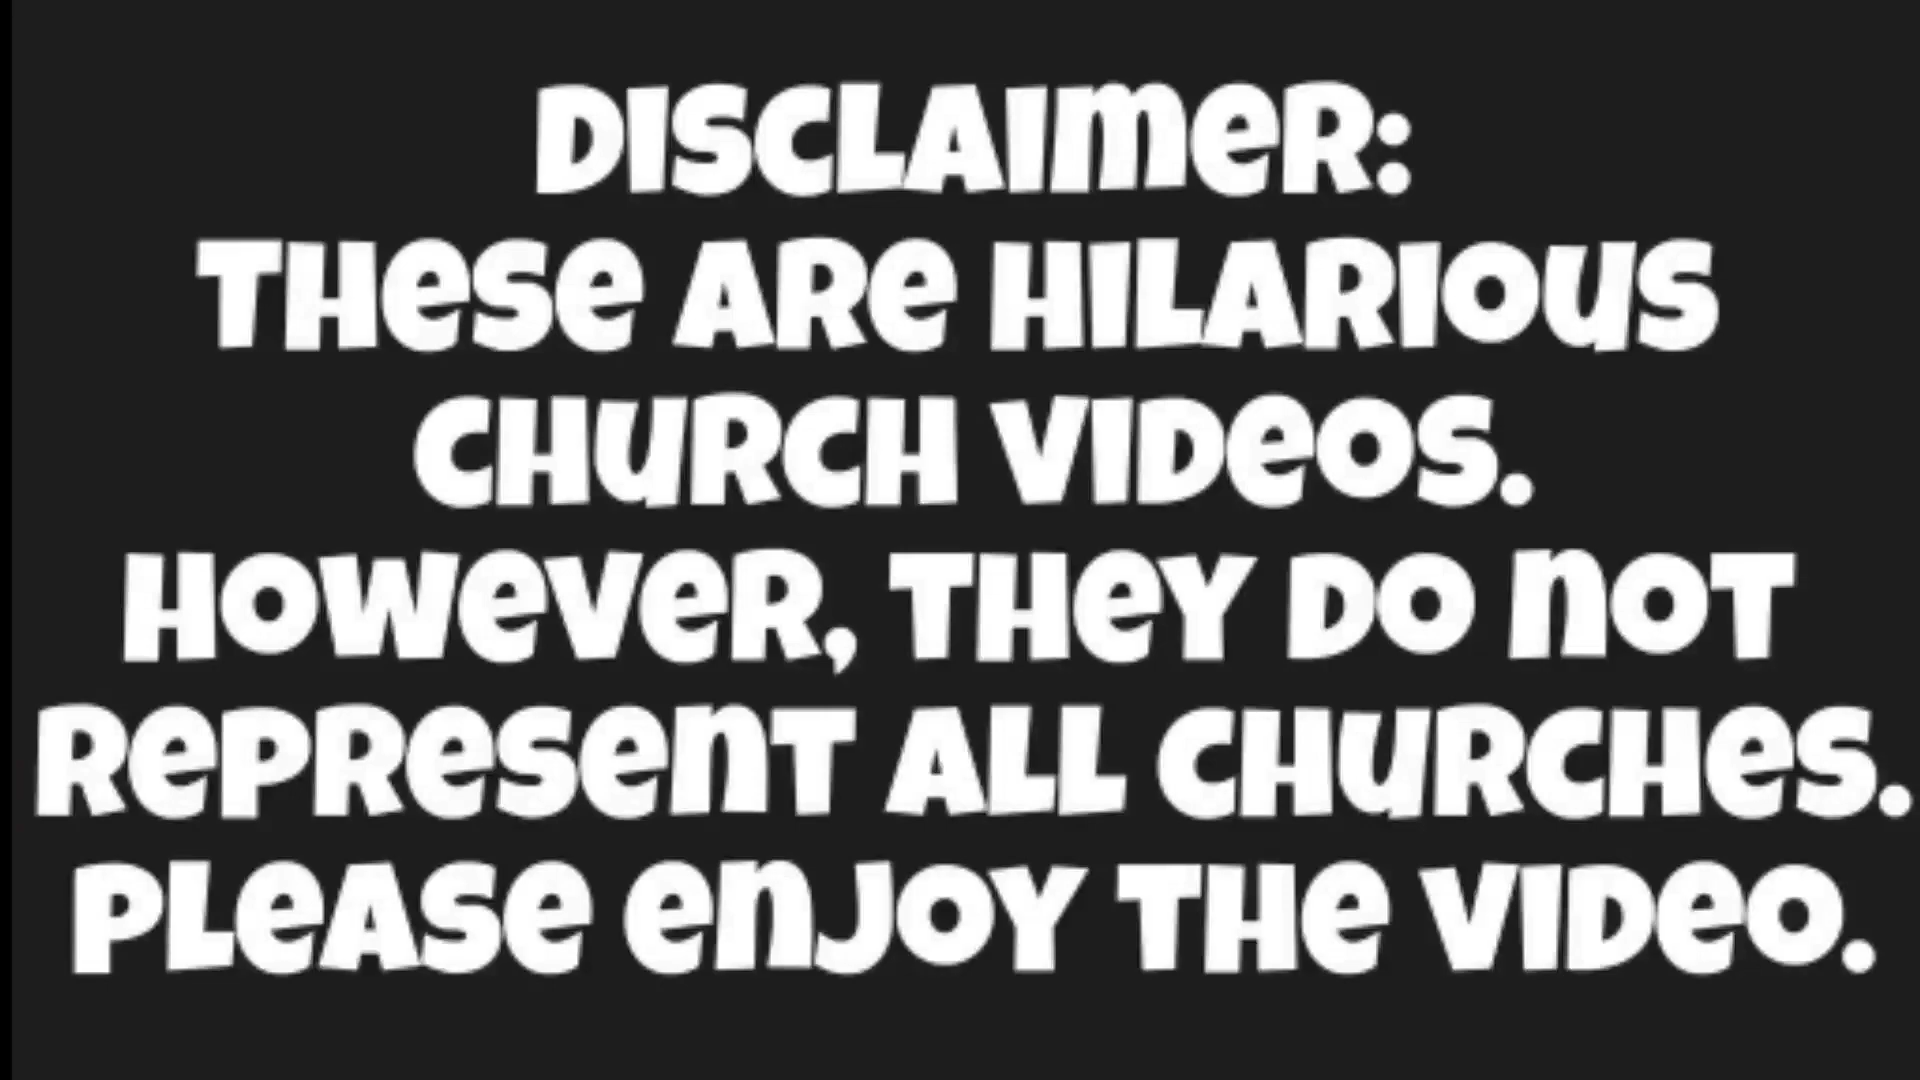 DISCLAIMER:
THESE ARE HILARIOUS
CHURCH VIDEOS.
HOWEVER, THEY DO NOT
REPRESENT ALL CHURCHES.
PLEASE ENJOY THE VIDEO.